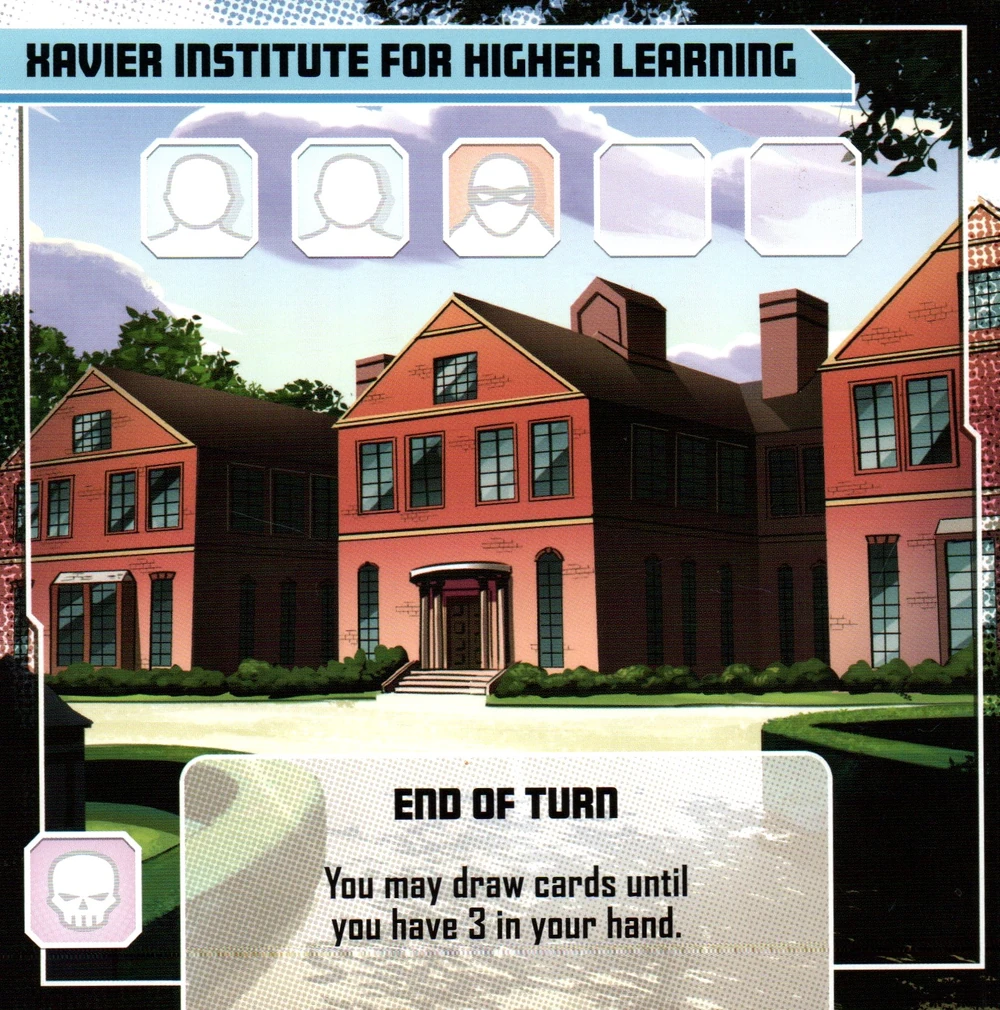 XAVIER INSTITUTE FOR HIGHER LEARNING
END OF TURN
You may draw cards until
you have 3 in your hand.